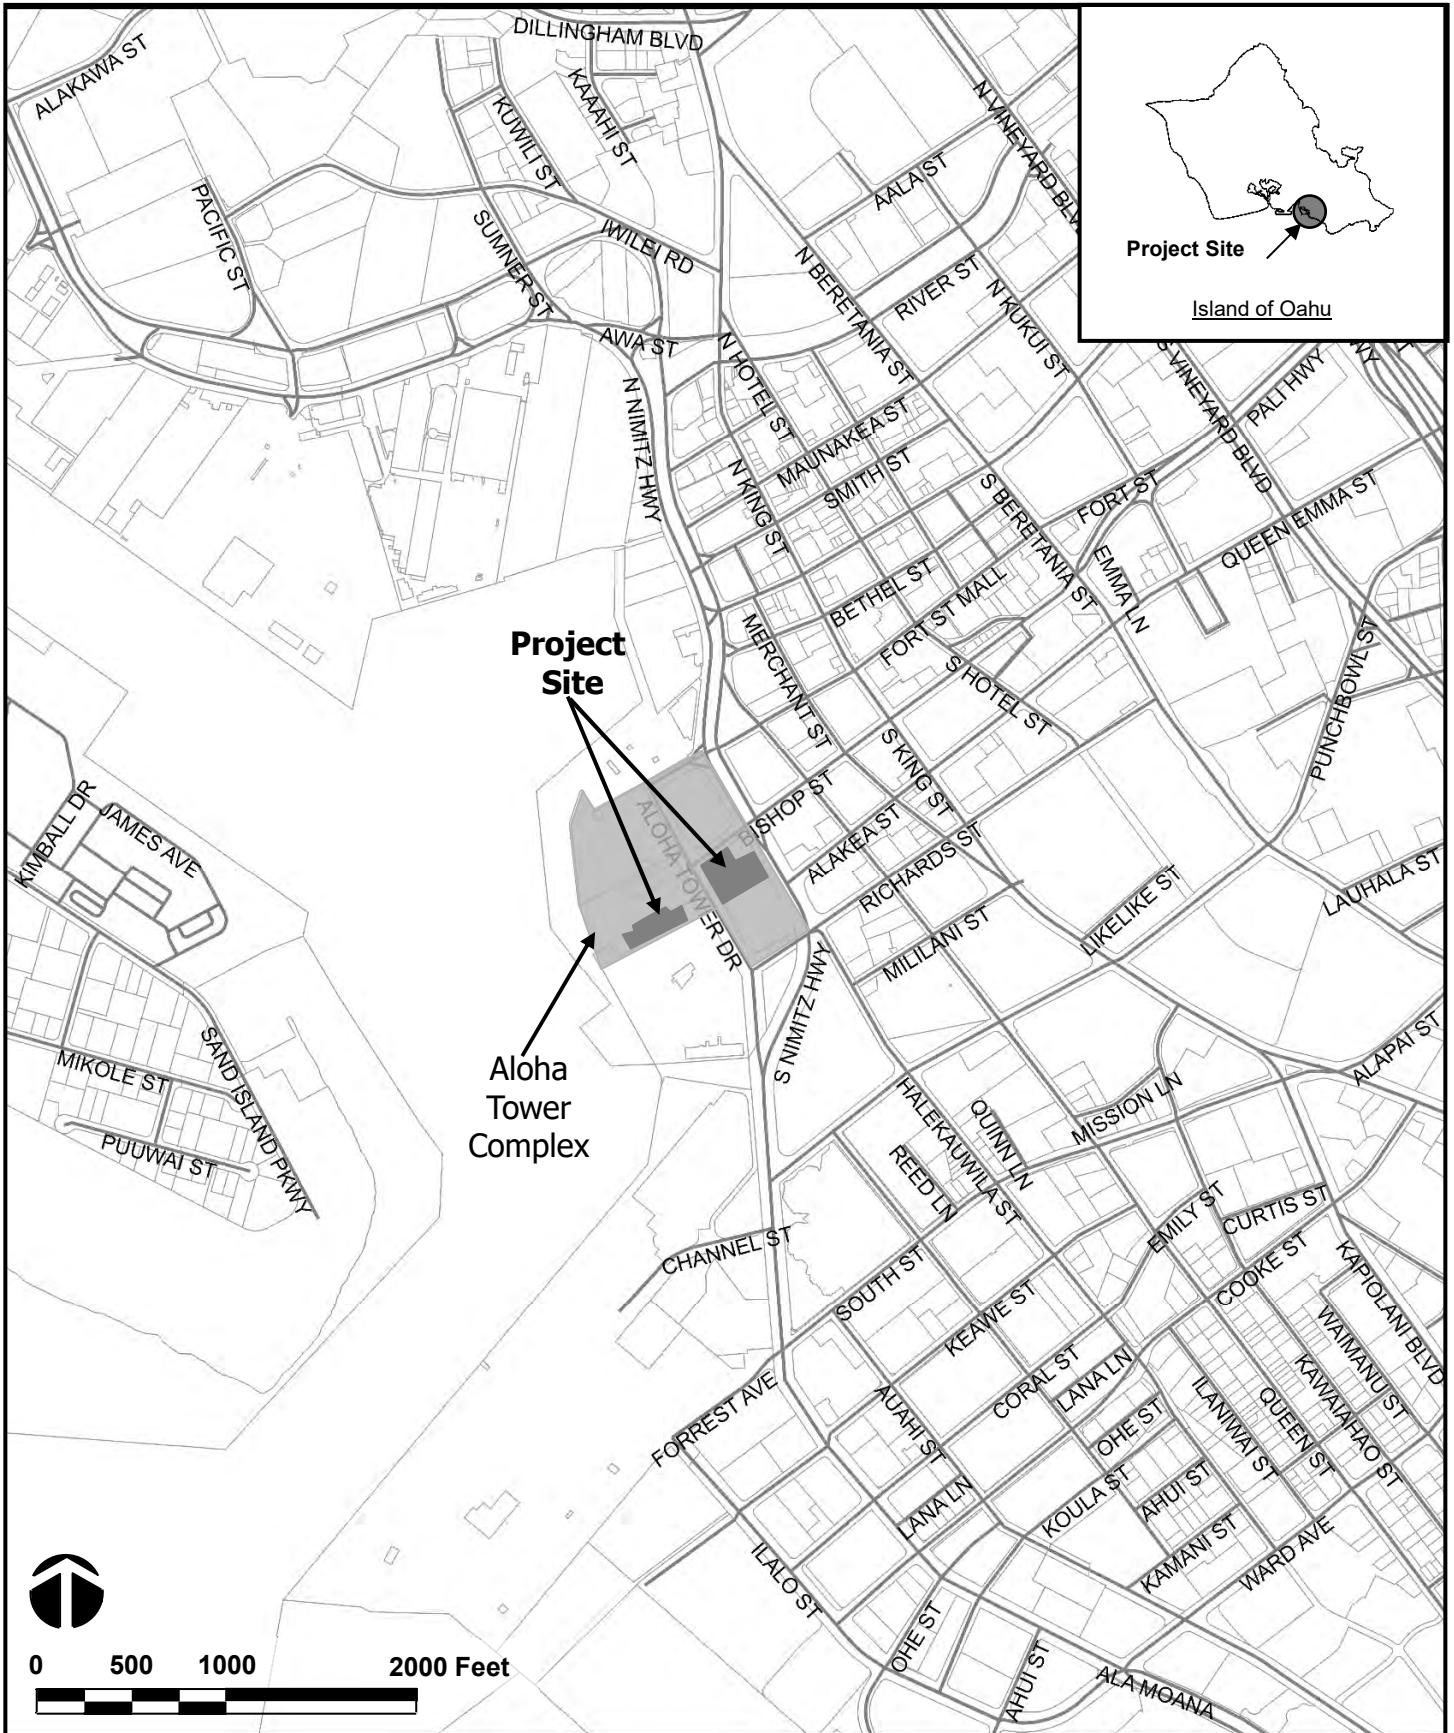 DILLINGHAM BLVD
ALAKAWA ST
KAAAHI ST
KUWILI ST
N VINEYARD BLV
AALA ST
PACIFIC ST
SUMNER ST
IWILEI RD
N BERETANIA ST
RIVER ST
N KUKUI ST
Project Site
Island of Oahu
AWA ST
N HOTEL ST
S VINEYARD BLVD
PALI HWY
WY
N NIMITZ HWY
MAUNAKEA ST
SMITH ST
N KING ST
S BERETANIA ST
FORT ST
QUEEN EMMA ST
EMMA LN
BETHEL ST
FORT ST MALL
MERCHANT ST
S HOTEL ST
PUNCHBOWL ST
Project
Site
S KING ST
BISHOP ST
ALAKEA ST
RICHARDS ST
ALOHA TOWER DR
KIMBALL DR
JAMES AVE
LAUHALA ST
LIKELIKE ST
MILILANI ST
S NIMITZ HWY
Aloha
Tower
Complex
SAND ISLAND PKWY
MIKOLE ST
PUUWAI ST
ALAPAI ST
HALEKAUWILA ST
QUINN LN
MISSION LN
REED LN
EMILY ST
CURTIS ST
CHANNEL ST
SOUTH ST
KEAWE ST
COOKE ST
KAPIOLANI BLVD
WAIMANU ST
KAWAIAHAO ST
QUEEN ST
ILANIWAI ST
CORAL ST
LANA LN
OHE ST
AUAHI ST
FORREST AVE
KOULA ST
AHUI ST
LANA LN
KAMANI ST
WARD AVE
ILALO ST
OHE ST
AHUI ST
ALA MOANA
0 500 1000 2000 Feet